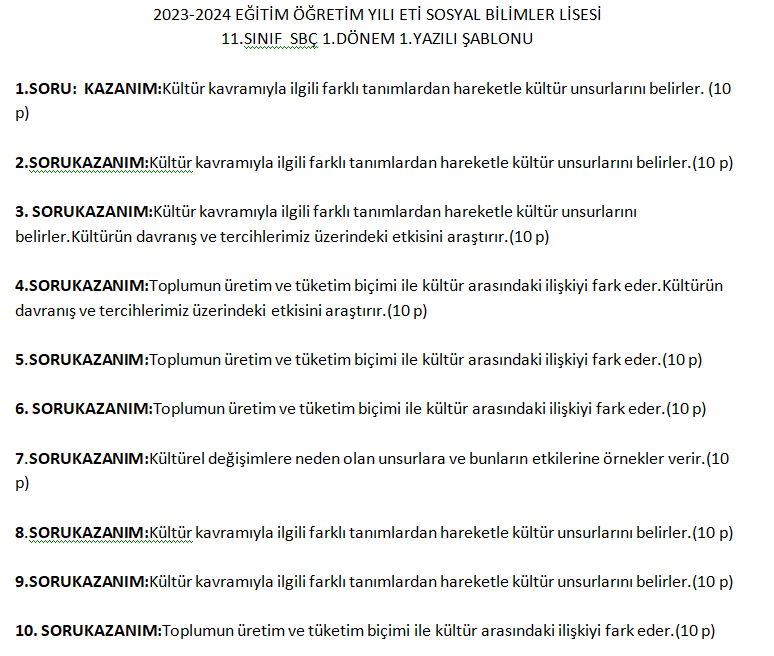 2023-2024 EĞİTİM ÖĞRETİM YILI ETİ SOSYAL BİLİMLER LİSESİ
11.SINIF SBÇ 1.DÖNEM 1.YAZILI ŞABLONU
1.SORU: KAZANIM:Kültür kavramıyla ilgili farklı tanımlardan hareketle kültür unsurlarını belirler. (10
p)
2.SORUKAZANIM:Kültür kavramıyla ilgili farklı tanımlardan hareketle kültür unsurlarını belirler.(10 p)
3. SORUKAZANIM:Kültür kavramıyla ilgili farklı tanımlardan hareketle kültür unsurlarını
belirler.Kültürün davranış ve tercihlerimiz üzerindeki etkisini araştırır.(10 p)
4.SORUKAZANIM:Toplumun üretim ve tüketim biçimi ile kültür arasındaki ilişkiyi fark eder.Kültürün
davranış ve tercihlerimiz üzerindeki etkisini araştırır.(10 p)
5.SORUKAZANIM:Toplumun üretim ve tüketim biçimi ile kültür arasındaki ilişkiyi fark eder.(10 p)
6. SORUKAZANIM:Toplumun üretim ve tüketim biçimi ile kültür arasındaki ilişkiyi fark eder.(10 p)
7.SORUKAZANIM:Kültürel değişimlere neden olan unsurlara ve bunların etkilerine örnekler verir.(10
p)
8.SORUKAZANIM:Kültür kavramıyla ilgili farklı tanımlardan hareketle kültür unsurlarını belirler.(10 p)
9.SORUKAZANIM:Kültür kavramıyla ilgili farklı tanımlardan hareketle kültür unsurlarını belirler.(10 p)
10. SORUKAZANIM:Toplumun üretim ve tüketim biçimi ile kültür arasındaki ilişkiyi fark eder.(10 p)